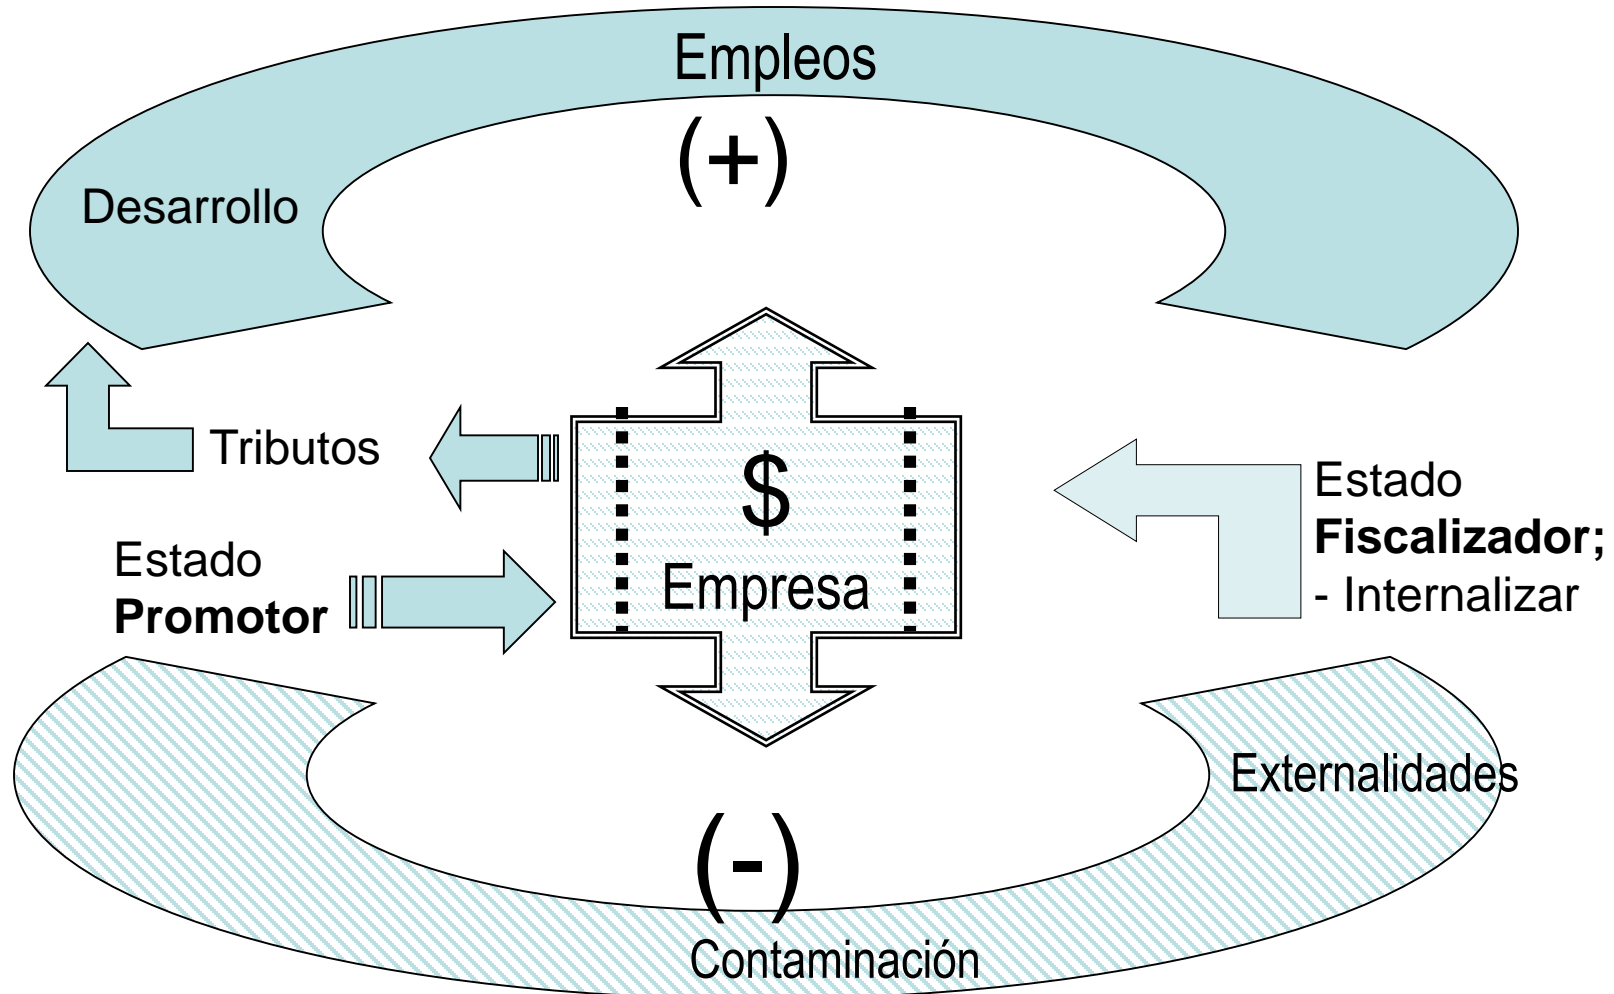 Empleos
(+)
Desarrollo
Tributos
$
Empresa
Estado
Promotor
Estado
Fiscalizador;
- Internalizar
Externalidades
(-)
Contaminación